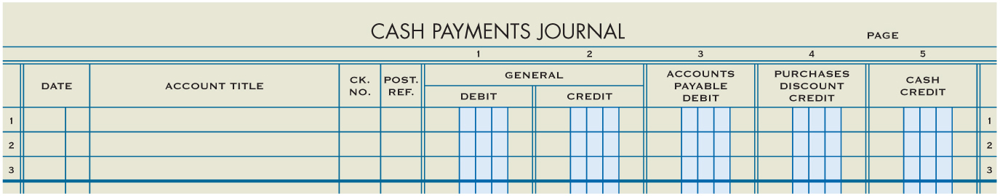 CASH PAYMENTS JOURNAL
PAGE
1 2 3 4 5
DATE
ACCOUNT TITLE
CK.
NO.
POST.
REF.
GENERAL
DEBIT
CREDIT
ACCOUNTS
PAYABLE
DEBIT
PURCHASES
DISCOUNT
CREDIT
CASH
CREDIT
1 1
2 2
3 3